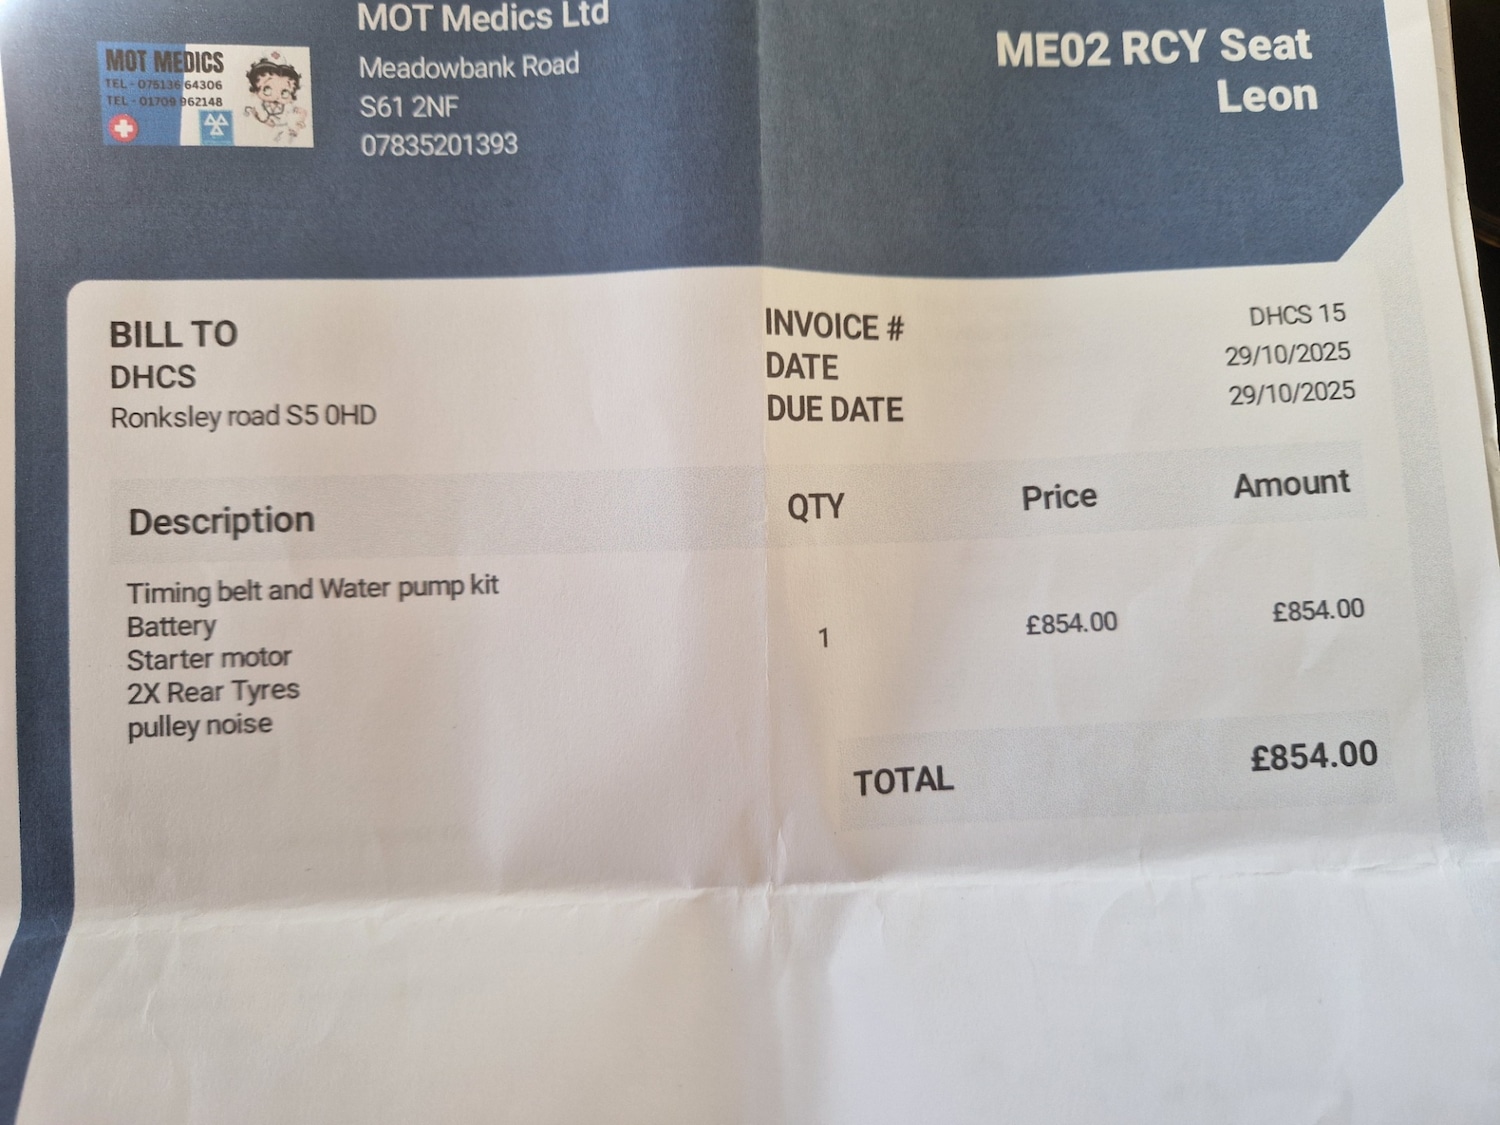 MOT Medics Ltd
Meadowbank Road
S61 2NF
07835201393
MOT MEDICS
TEL - 075136 64306
TEL - 01709 962148
ME02 RCY Seat
Leon
BILL TO
DHCS
Ronksley road S5 0HD
INVOICE # DHCS 15
DATE 29/10/2025
DUE DATE 29/10/2025
Description QTY Price Amount
Timing belt and Water pump kit
Battery
Starter motor
2X Rear Tyres
pulley noise
1 £854.00 £854.00
TOTAL £854.00